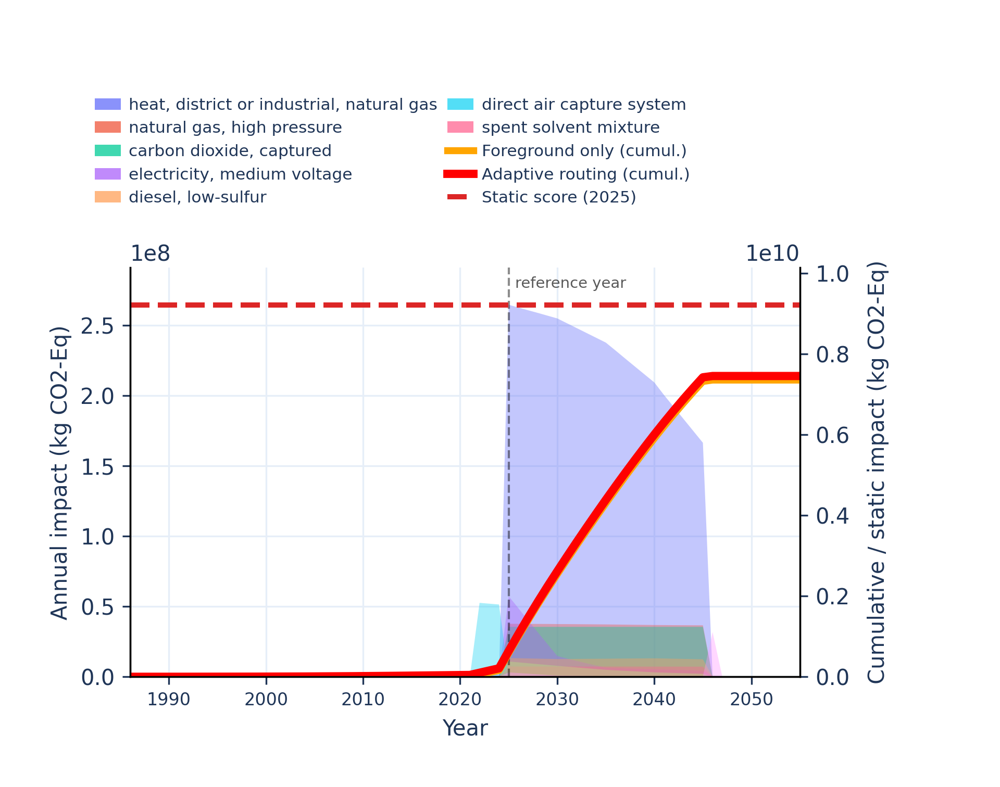 heat, district or industrial, natural gas
natural gas, high pressure
carbon dioxide, captured
electricity, medium voltage
diesel, low-sulfur
direct air capture system
spent solvent mixture
Foreground only (cumul.)
Adaptive routing (cumul.)
Static score (2025)
1e8
1e10
reference year
Annual impact (kg CO2-Eq)
2.5
2.0
1.5
1.0
0.5
0.0
1.0
0.8
0.6
0.4
0.2
0.0
Cumulative / static impact (kg CO2-Eq)
1990 2000 2010 2020 2030 2040 2050
Year